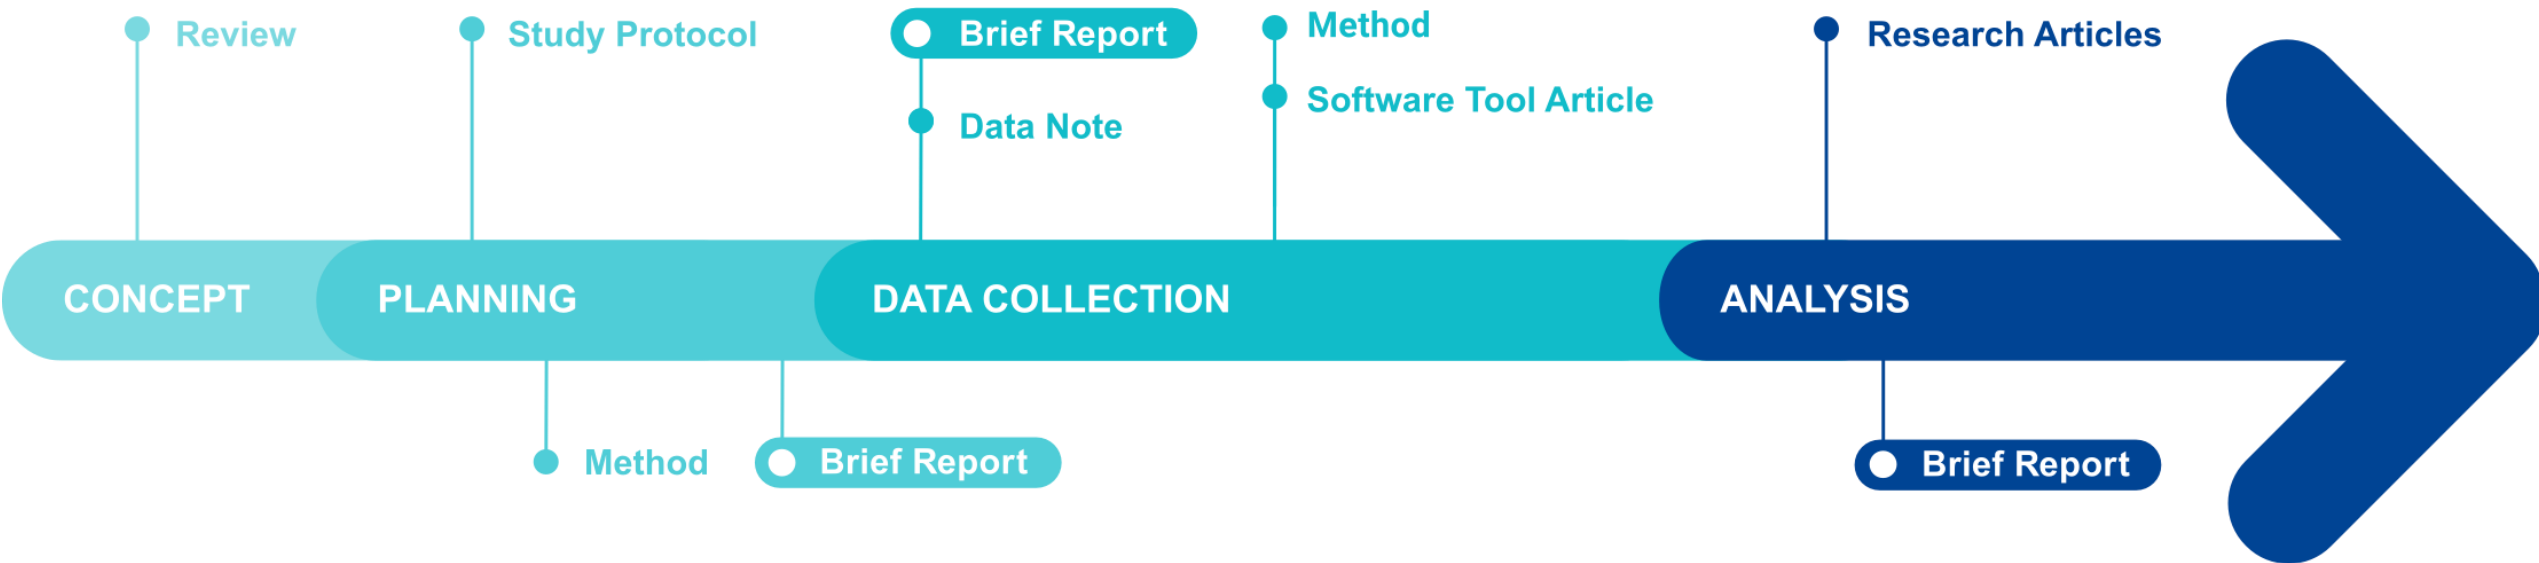 Review
Study Protocol
Brief Report
Data Note
Method
Software Tool Article
Research Articles
CONCEPT
PLANNING
DATA COLLECTION
ANALYSIS
Method
Brief Report
Brief Report